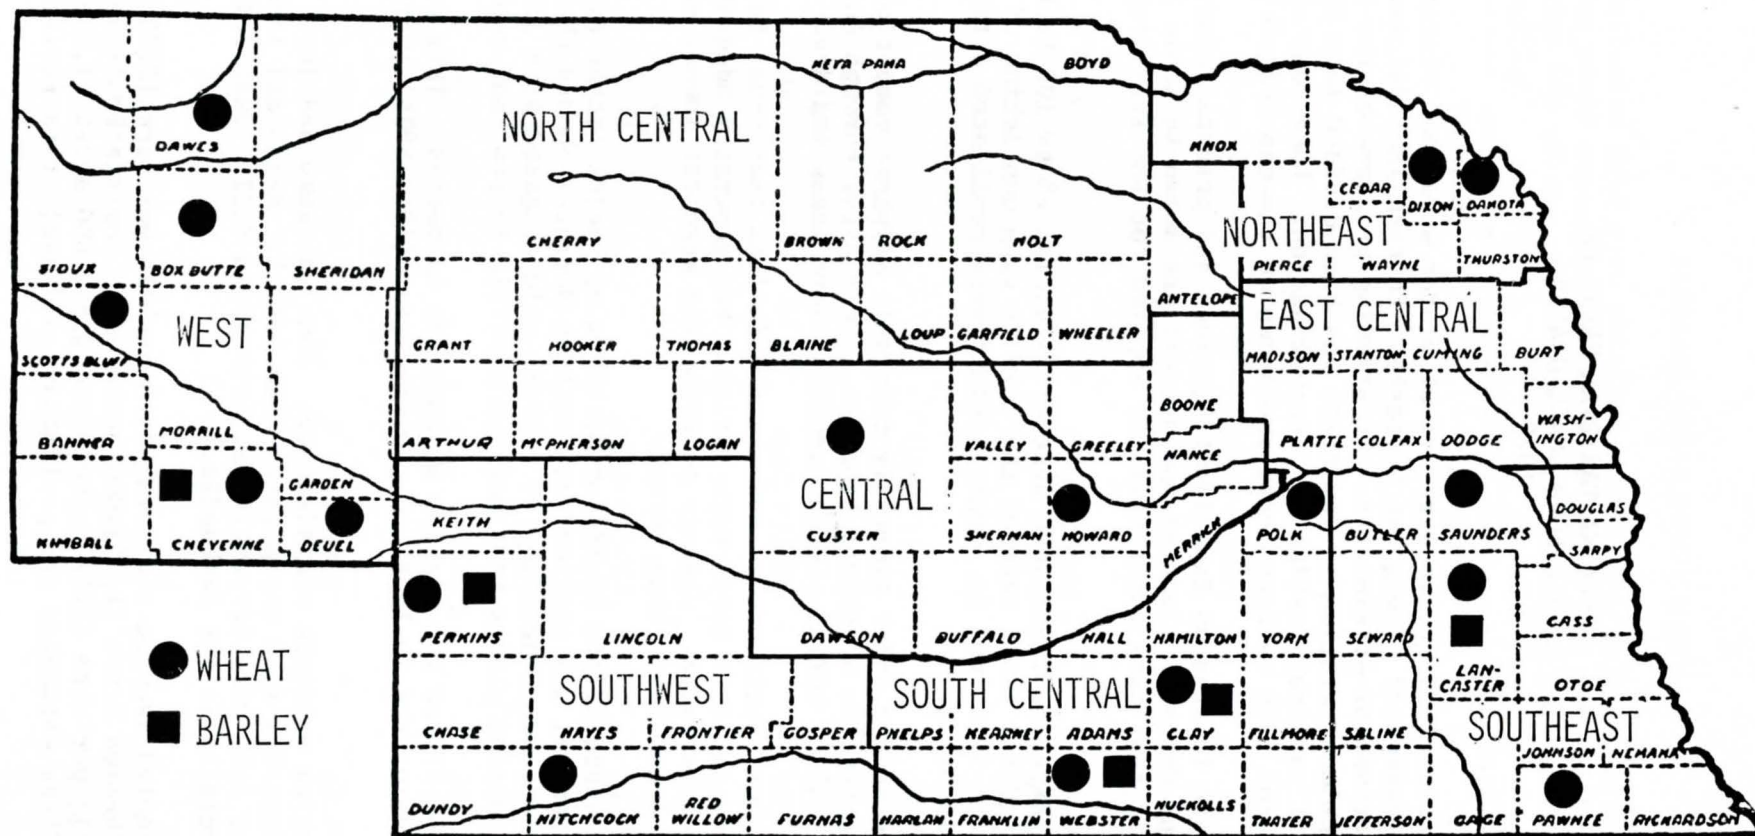 KEYA PAHA
BOYD
NORTH CENTRAL
DAWES
KNOX
CEDAR
DIXON
DAKOTA
NORTHEAST
CHERRY
BROWN
ROCK
HOLT
SIOUX
BOX BUTTE
SHERIDAN
PIERCE
WAYNE
THURSTON
ANTELOPE
WEST
EAST CENTRAL
SCOTTS BLUFF
GRANT
HOOKER
THOMAS
BLAINE
LOUP
GARFIELD
WHEELER
MADISON
STANTON
CUMING
BURT
BOONE
BANNER
MORRILL
ARTHUR
McPHERSON
LOGAN
VALLEY
GREELEY
NANCE
PLATTE
COLFAX
DODGE
WASH-
INGTON
GARDEN
CENTRAL
DOUGLAS
KIMBALL
CHEYENNE
DEUEL
KEITH
CUSTER
SHERMAN
HOWARD
MERRICK
POLK
BUTLER
SAUNDERS
SARPY
PERKINS
LINCOLN
DAWSON
BUFFALO
HALL
HAMILTON
YORK
SEWARD
CASS
WHEAT
BARLEY
LAN-
CASTER
OTOE
SOUTHWEST
SOUTH CENTRAL
SOUTHEAST
CHASE
HAYES
FRONTIER
GOSPER
PHELPS
KEARNEY
ADAMS
CLAY
FILLMORE
SALINE
JOHNSON
NEMAHA
DUNDY
HITCHCOCK
RED
WILLOW
FURNAS
HARLAN
FRANKLIN
WEBSTER
NUCKOLLS
THAYER
JEFFERSON
GAGE
PAWNEE
RICHARDSON